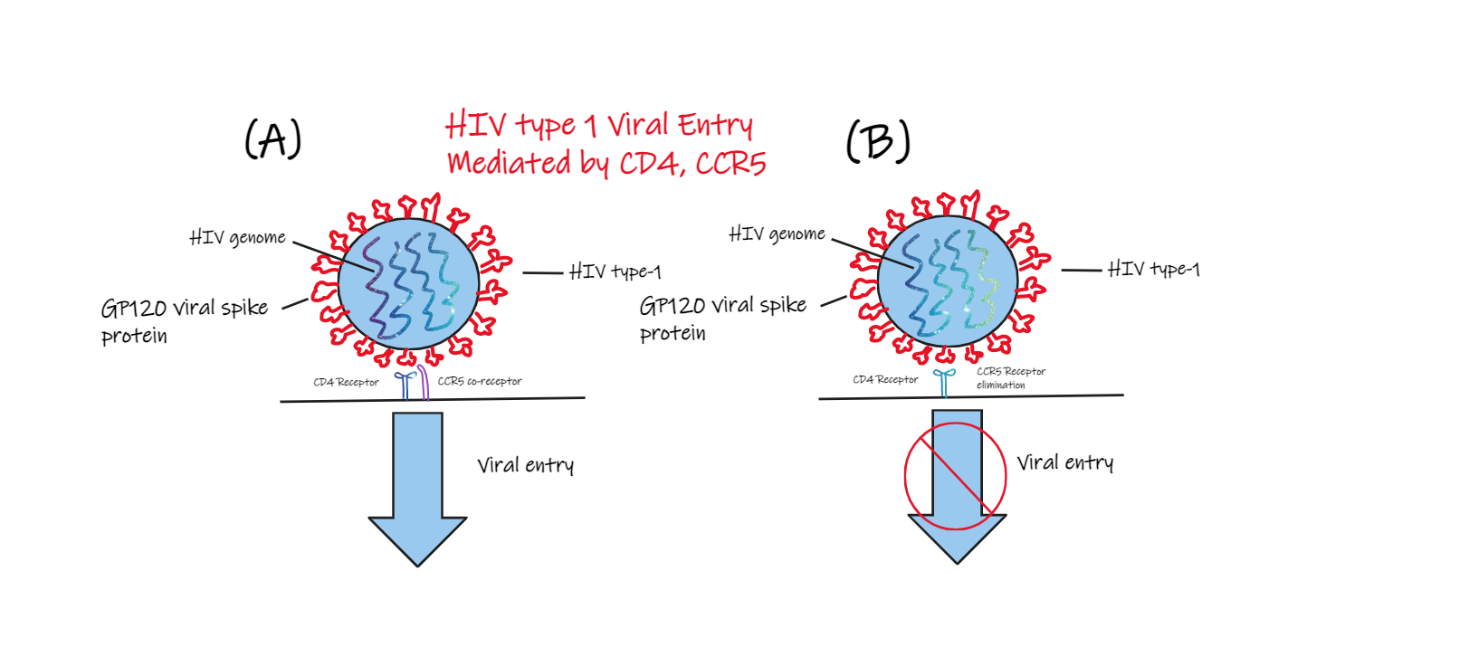 (A)
HIV type 1 Viral Entry
Mediated by CD4, CCR5
(B)
HIV genome
HIV type-1
GP120 viral spike
protein
CD4 Receptor
CCR5 co-receptor
Viral entry
HIV genome
HIV type-1
GP120 viral spike
protein
CD4 Receptor
CCR5 Receptor
elimination
Viral entry